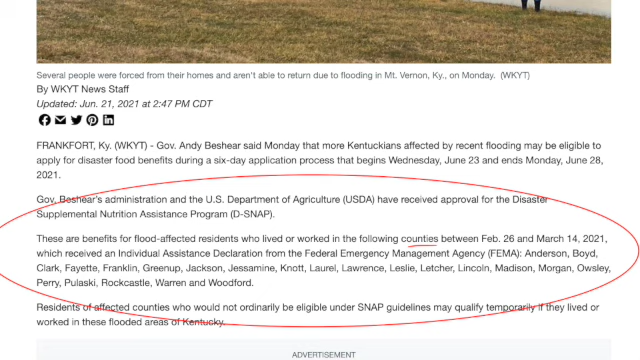 Several people were forced from their homes and aren't able to return due to flooding in Mt. Vernon, Ky., on Monday. (WKYT)
By WKYT News Staff
Updated: Jun. 21, 2021 at 2:47 PM CDT
FRANKFORT, Ky. (WKYT) - Gov. Andy Beshear said Monday that more Kentuckians affected by recent flooding may be eligible to
apply for disaster food benefits during a six-day application process that begins Wednesday, June 23 and ends Monday, June 28,
2021.
Gov. Beshear's administration and the U.S. Department of Agriculture (USDA) have received approval for the Disaster
Supplemental Nutrition Assistance Program (D-SNAP).
These are benefits for flood-affected residents who lived or worked in the following counties between Feb. 26 and March 14, 2021,
which received an Individual Assistance Declaration from the Federal Emergency Management Agency (FEMA): Anderson, Boyd,
Clark, Fayette, Franklin, Greenup, Jackson, Jessamine, Knott, Laurel, Lawrence, Leslie, Letcher, Lincoln, Madison, Morgan, Owsley,
Perry, Pulaski, Rockcastle, Warren and Woodford.
Residents of affected counties who would not ordinarily be eligible under SNAP guidelines may qualify temporarily if they lived or
worked in these flooded areas of Kentucky.
ADVERTISEMENT